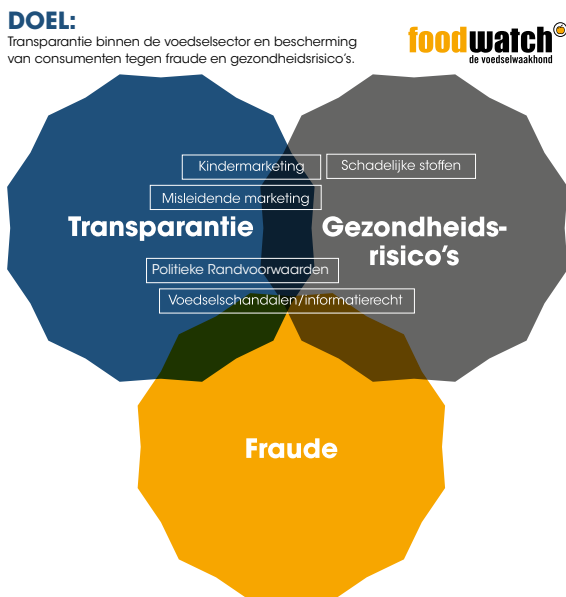 DOEL:
Transparantie binnen de voedselsector en bescherming
van consumenten tegen fraude en gezondheidsrisico's.
foodwatch
de voedselwaakhond
Kindermarketing
Schadelijke stoffen
Misleidende marketing
Transparantie
Gezondheids-
risico's
Politieke Randvoorwaarden
Voedselschandalen/informatierecht
Fraude